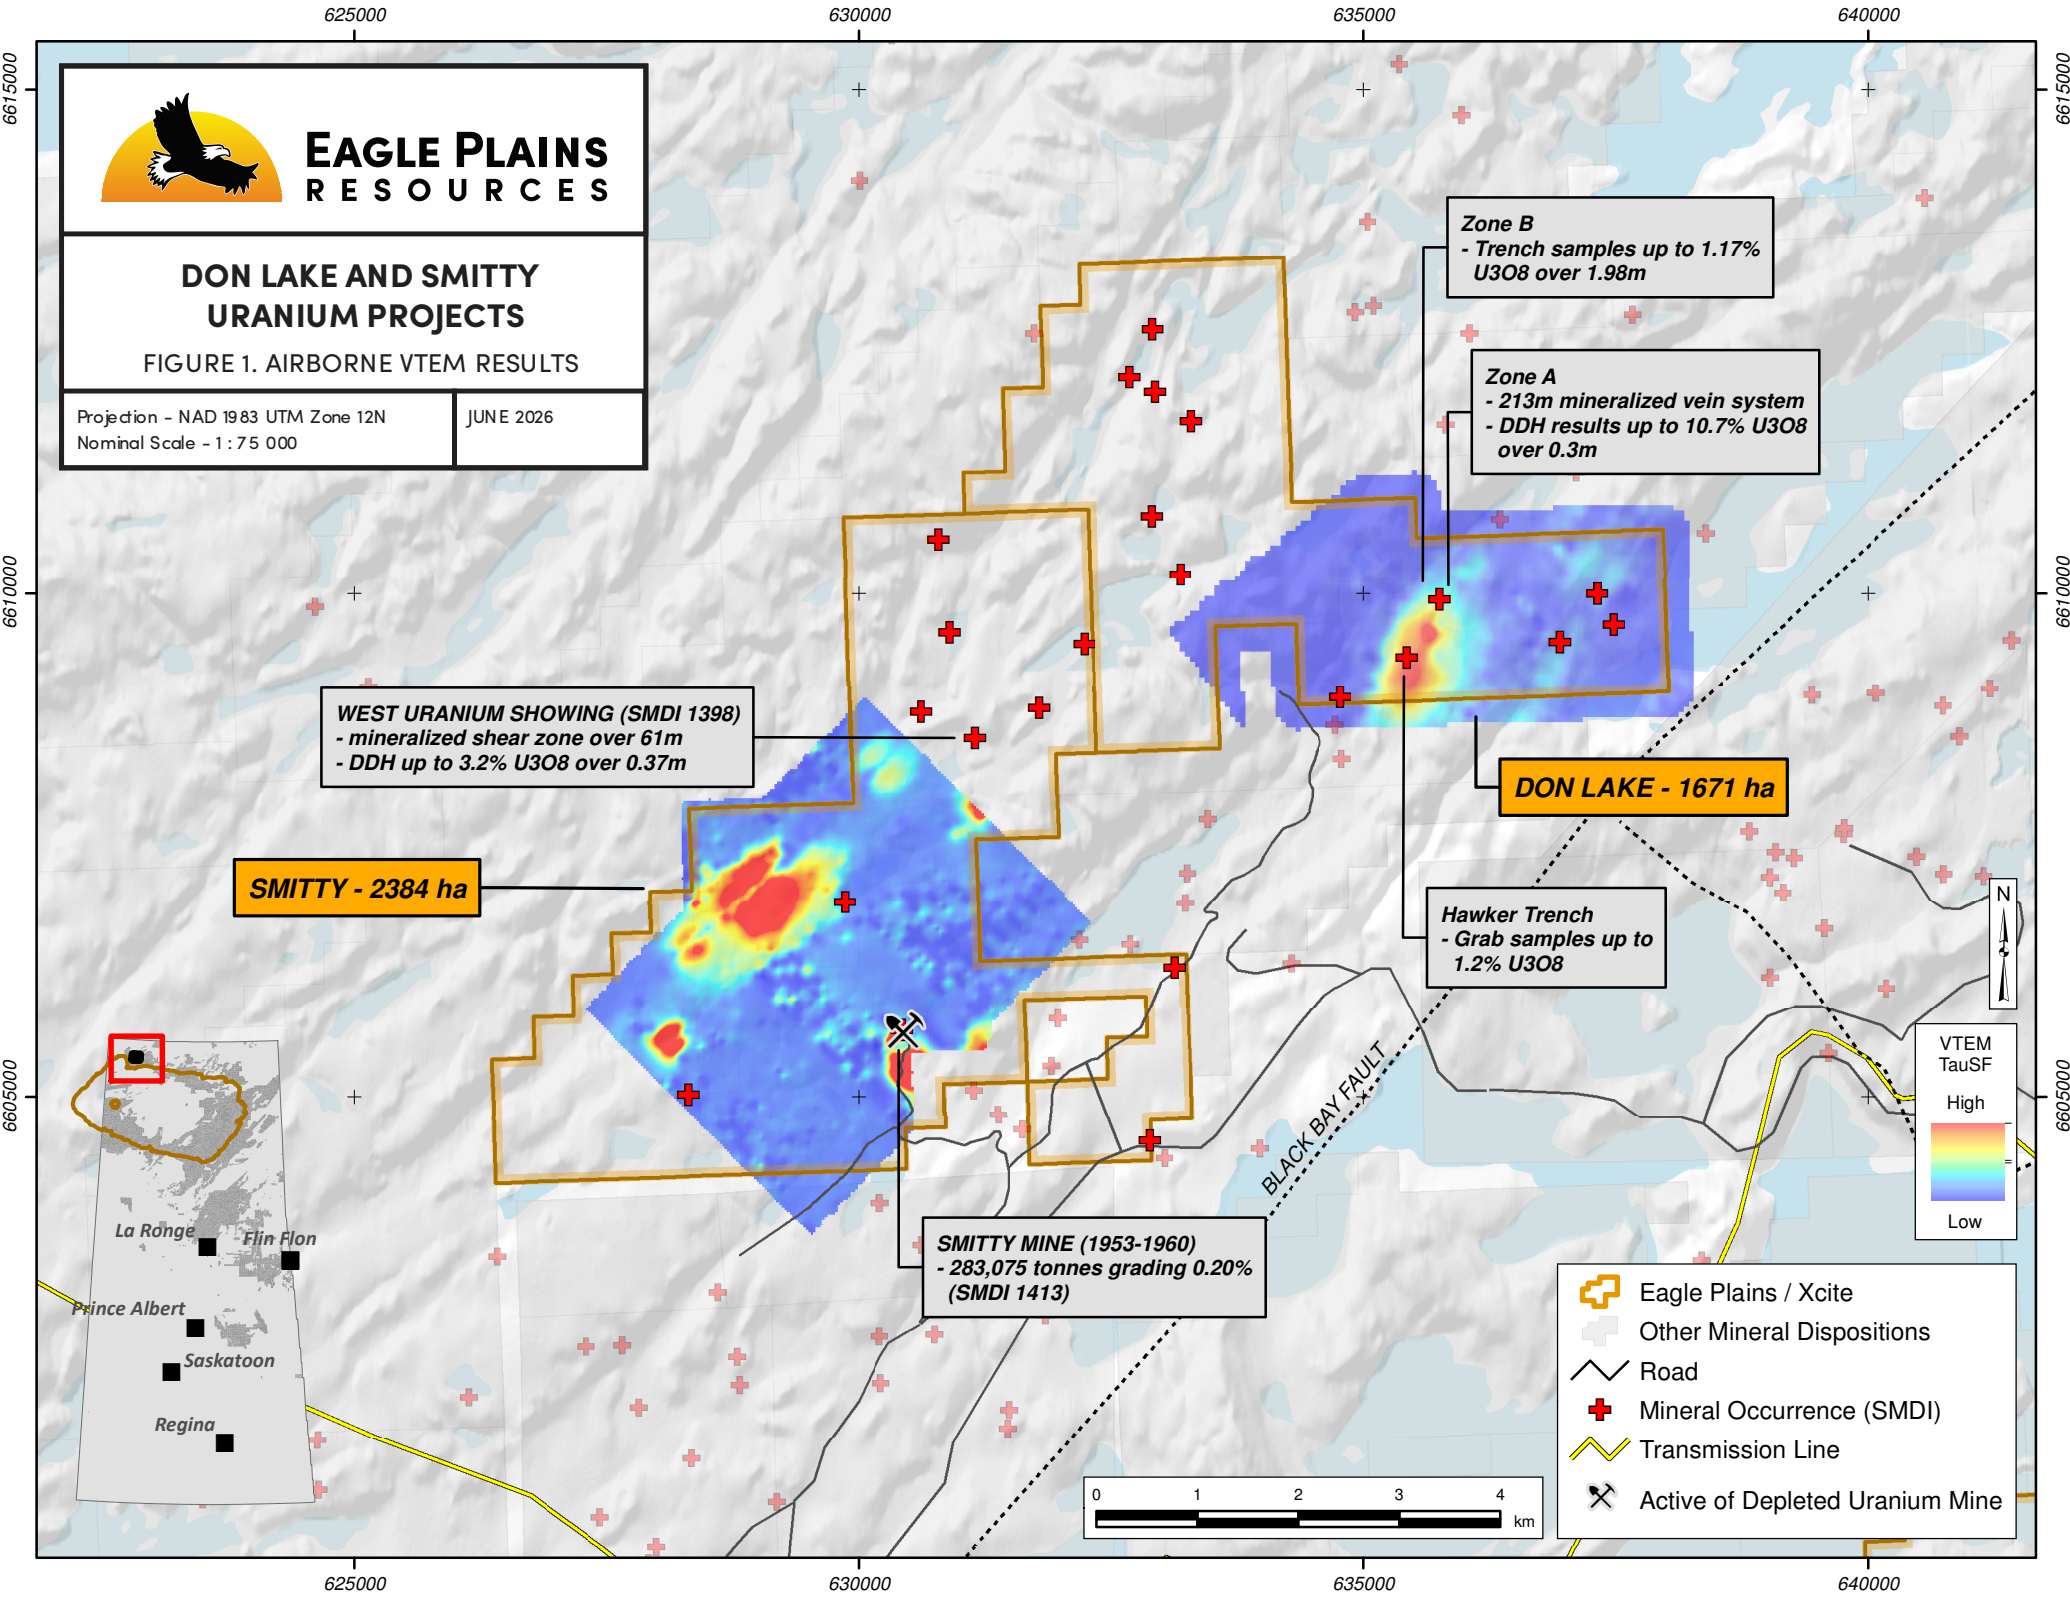 625000
630000
635000
640000
6615000
6615000
EAGLE PLAINS
RESOURCES
DON LAKE AND SMITTY
URANIUM PROJECTS
FIGURE 1. AIRBORNE VTEM RESULTS
Projection - NAD 1983 UTM Zone 12N
Nominal Scale - 1 : 75 000
JUNE 2026
Zone B
- Trench samples up to 1.17%
U3O8 over 1.98m
Zone A
- 213m mineralized vein system
- DDH results up to 10.7% U3O8
over 0.3m
6610000
6610000
WEST URANIUM SHOWING (SMDI 1398)
- mineralized shear zone over 61m
- DDH up to 3.2% U3O8 over 0.37m
DON LAKE - 1671 ha
SMITTY - 2384 ha
Hawker Trench
- Grab samples up to
1.2% U3O8
N
6605000
6605000
BLACK BAY FAULT
VTEM
TauSF
High
Low
SMITTY MINE (1953-1960)
- 283,075 tonnes grading 0.20%
(SMDI 1413)
La Ronge
Flin Flon
Prince Albert
Saskatoon
Regina
Eagle Plains / Xcite
Other Mineral Dispositions
Road
Mineral Occurrence (SMDI)
Transmission Line
Active of Depleted Uranium Mine
0 1 2 3 4
km
625000
630000
635000
640000